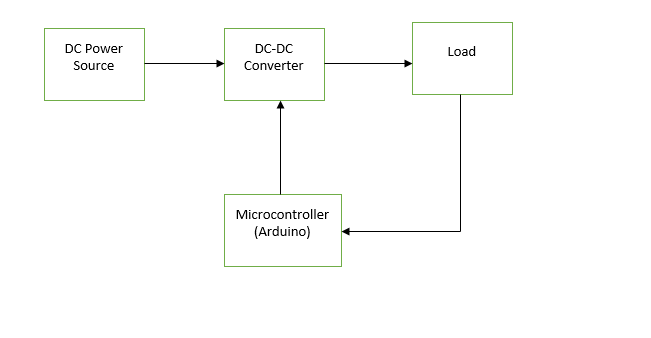 DC Power
Source
DC-DC
Converter
Load
Microcontroller
(Arduino)